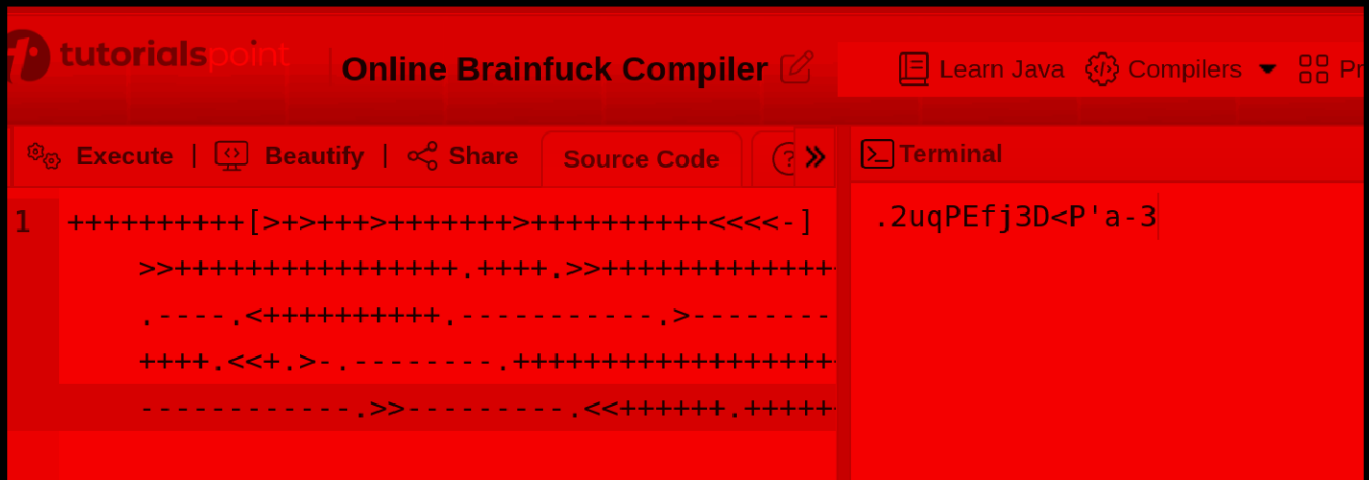 tutorialspoint
Online Brainfuck Compiler
Learn Java Compilers
Execute | Beautify | Share Source Code
Terminal
1 ++++++++++[>+>+++>+++++++>++++++++++<<<<-]
>>++++++++++++++++.++++.>>+++++++++++++
.----.<++++++++++.-----------.>--------
++++.<<+.>-.--------.++++++++++++++++++
------------.>>---------.<<++++++.+++++
.2uqPEfj3D<P'a-3